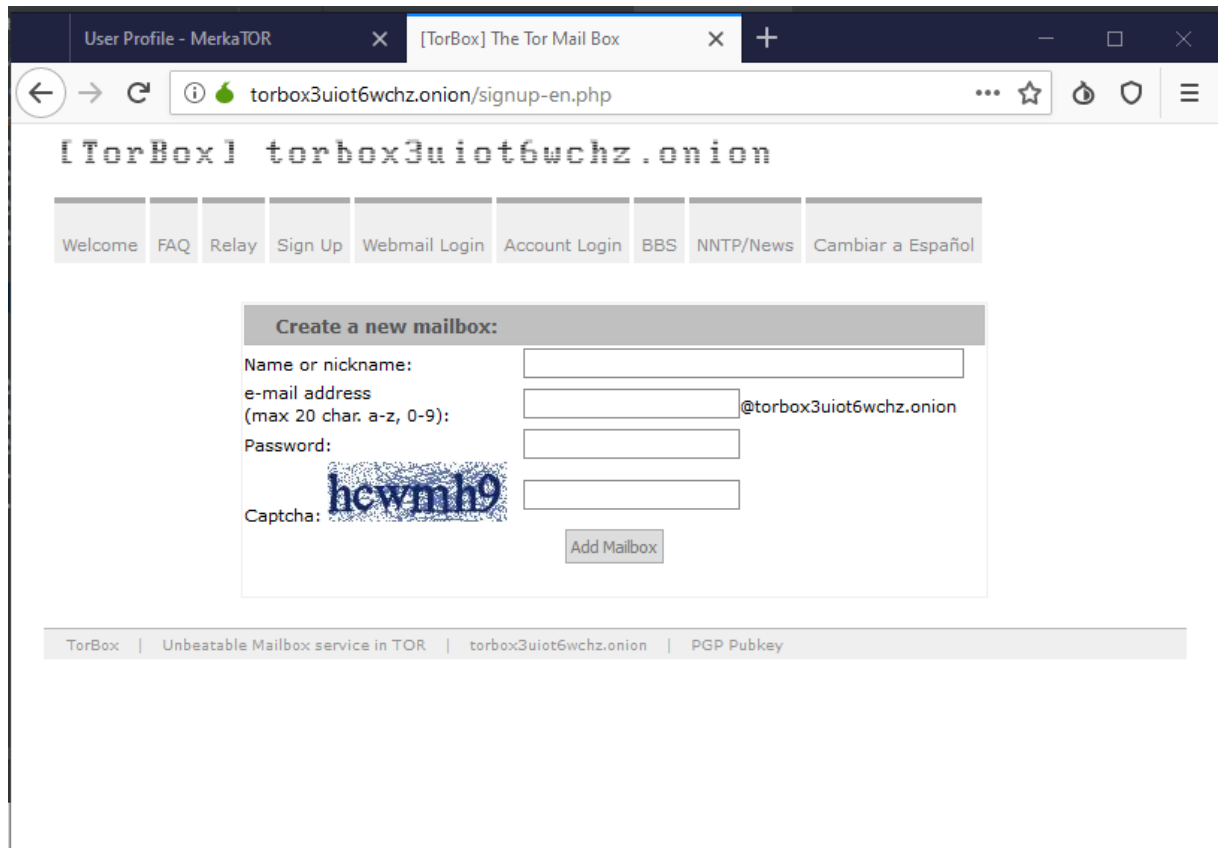 User Profile - MerkaTOR
[TorBox] The Tor Mail Box
torbox3uiot6wchz.onion/signup-en.php
[TorBox] torbox3uiot6wchz.onion
Welcome FAQ Relay Sign Up Webmail Login Account Login BBS NNTP/News Cambiar a Español
Create a new mailbox:
Name or nickname:
e-mail address
(max 20 char. a-z, 0-9):
@torbox3uiot6wchz.onion
Password:
Captcha: hcwmh9
Add Mailbox
TorBox | Unbeatable Mailbox service in TOR | torbox3uiot6wchz.onion | PGP Pubkey